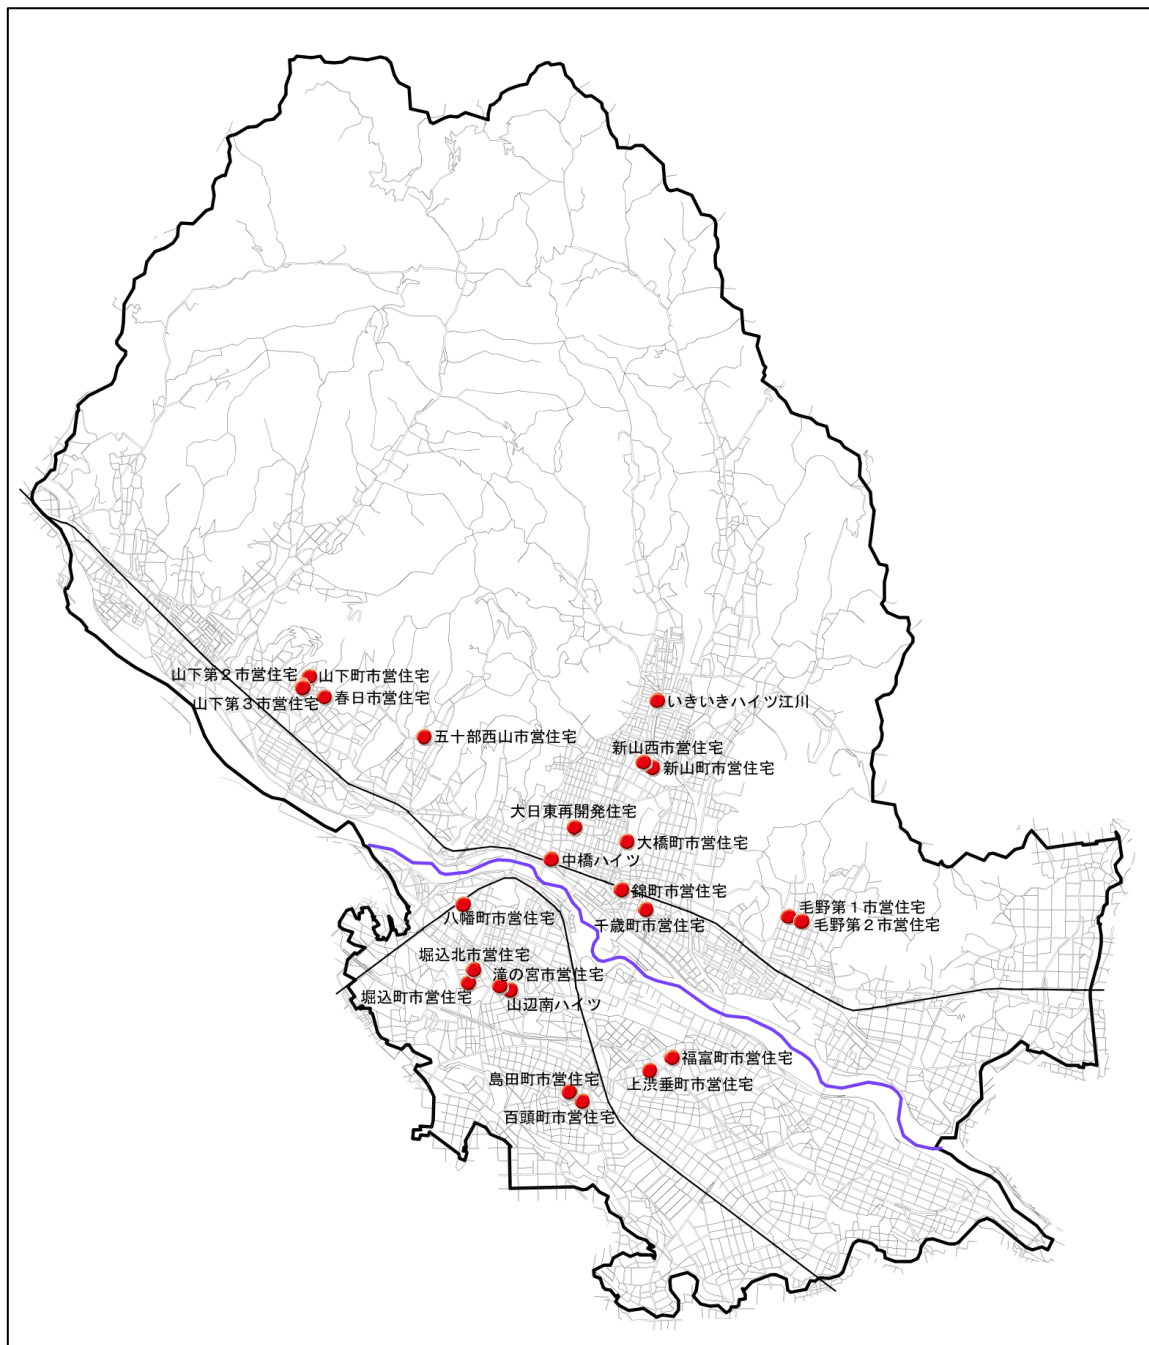 山下第２市営住宅
山下町市営住宅
山下第３市営住宅
春日市営住宅
いきいきハイツ江川
五十部西山市営住宅
新山西市営住宅
新山町市営住宅
大日東再開発住宅
大橋町市営住宅
中橋ハイツ
錦町市営住宅
八幡町市営住宅
千歳町市営住宅
毛野第１市営住宅
毛野第２市営住宅
堀込北市営住宅
滝の宮市営住宅
堀込町市営住宅
山辺南ハイツ
福富町市営住宅
島田町市営住宅
上渋垂町市営住宅
百頭町市営住宅